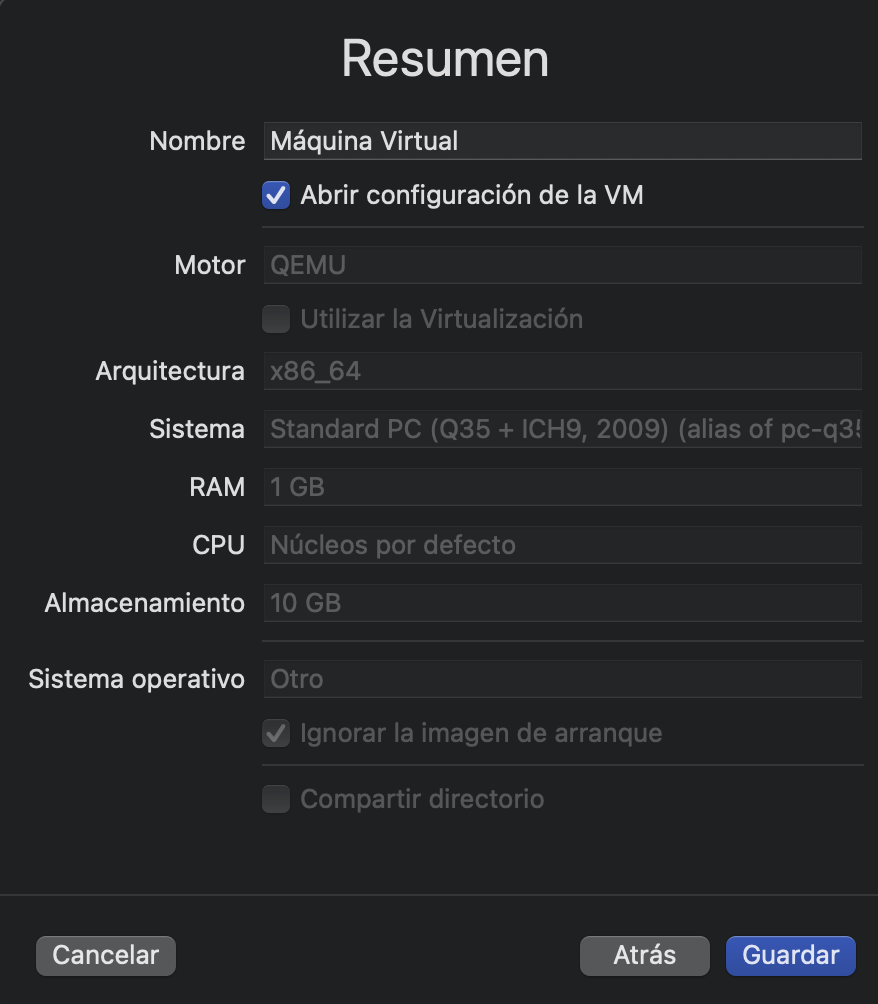 Resumen
Nombre Máquina Virtual
Abrir configuración de la VM
Motor QEMU
Utilizar la Virtualización
Arquitectura x86_64
Sistema Standard PC (Q35 + ICH9, 2009) (alias of pc-q35
RAM 1 GB
CPU Núcleos por defecto
Almacenamiento 10 GB
Sistema operativo Otro
Ignorar la imagen de arranque
Compartir directorio
Cancelar Atrás Guardar